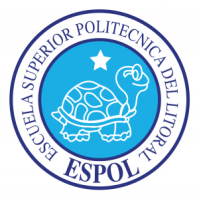 ESCUELA SUPERIOR POLITECNICA DEL LITORAL
ESPOL